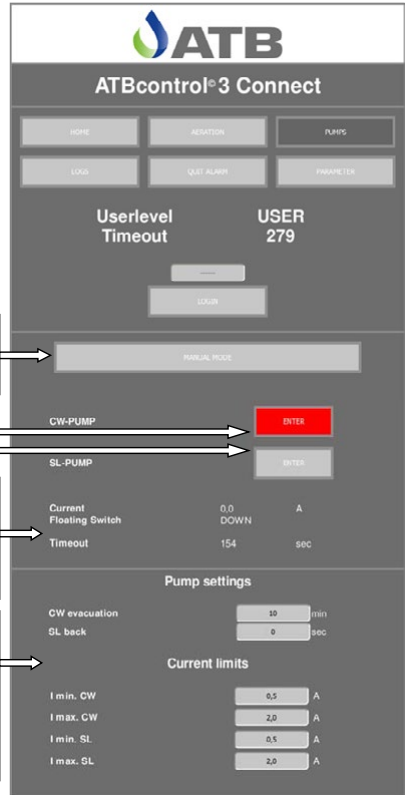 ATB
ATBcontrol© 3 Connect
HOME AERATION PUMPS
LOGS QUIT ALARM PARAMETER
Userlevel USER
Timeout 279
LOGIN
MANUAL MODE
CW-PUMP ENTER
SL-PUMP ENTER
Current 0,0 A
Floating Switch DOWN
Timeout 154 sec
Pump settings
CW evacuation 10 min
SL back 0 sec
Current limits
I min. CW 0,5 A
I max. CW 2,0 A
I min. SL 0,5 A
I max. SL 2,0 A